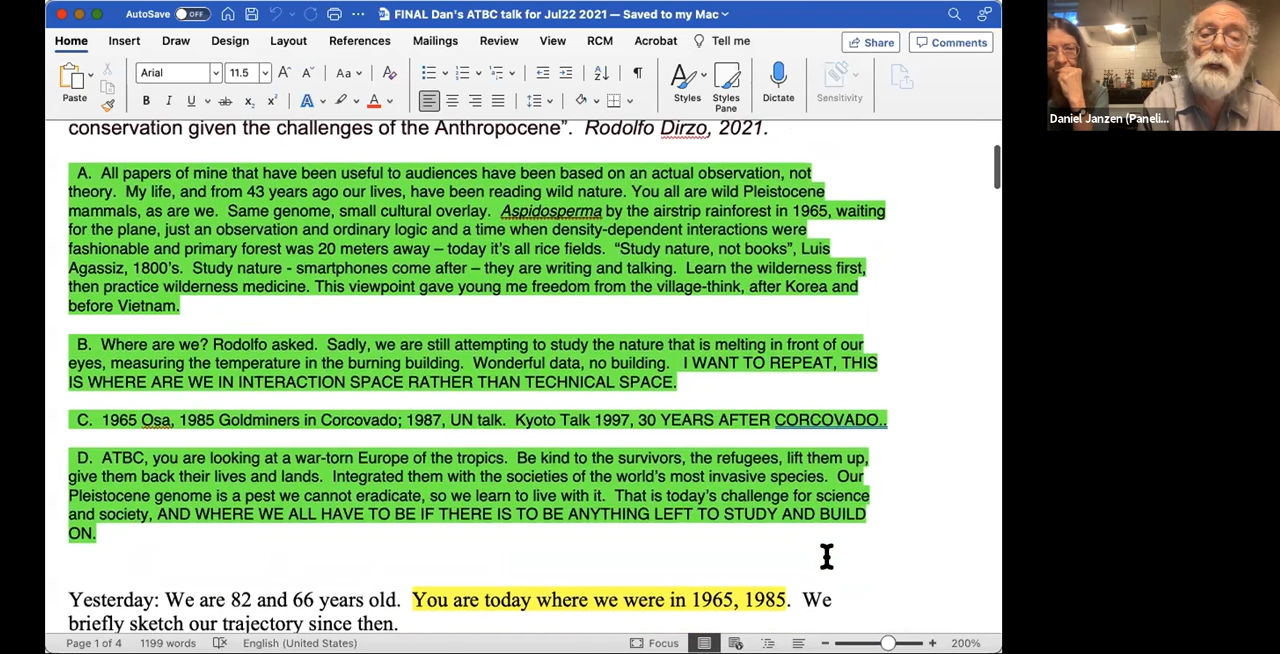 AutoSave OFF FINAL Dan's ATBC talk for Jul22 2021 — Saved to my Mac
Home Insert Draw Design Layout References Mailings Review View RCM Acrobat Tell me Share Comments
Arial 11.5 Aa
Paste B I U ab x₂ x² A A Styles Styles Pane Dictate Sensitivity
conservation given the challenges of the Anthropocene”.  Rodolfo Dirzo, 2021.
A.  All papers of mine that have been useful to audiences have been based on an actual observation, not
theory.  My life, and from 43 years ago our lives, have been reading wild nature. You all are wild Pleistocene
mammals, as are we.  Same genome, small cultural overlay.  Aspidosperma by the airstrip rainforest in 1965, waiting
for the plane, just an observation and ordinary logic and a time when density-dependent interactions were
fashionable and primary forest was 20 meters away – today it’s all rice fields.  “Study nature, not books”, Luis
Agassiz, 1800’s.  Study nature - smartphones come after – they are writing and talking.  Learn the wilderness first,
then practice wilderness medicine. This viewpoint gave young me freedom from the village-think, after Korea and
before Vietnam.
B.  Where are we? Rodolfo asked.  Sadly, we are still attempting to study the nature that is melting in front of our
eyes, measuring the temperature in the burning building.  Wonderful data, no building.   I WANT TO REPEAT, THIS
IS WHERE ARE WE IN INTERACTION SPACE RATHER THAN TECHNICAL SPACE.
C.  1965 Osa, 1985 Goldminers in Corcovado; 1987, UN talk.  Kyoto Talk 1997, 30 YEARS AFTER CORCOVADO..
D.  ATBC, you are looking at a war-torn Europe of the tropics.  Be kind to the survivors, the refugees, lift them up,
give them back their lives and lands.  Integrated them with the societies of the world’s most invasive species.  Our
Pleistocene genome is a pest we cannot eradicate, so we learn to live with it.  That is today’s challenge for science
and society, AND WHERE WE ALL HAVE TO BE IF THERE IS TO BE ANYTHING LEFT TO STUDY AND BUILD
ON.
Yesterday: We are 82 and 66 years old.  You are today where we were in 1965, 1985.  We
briefly sketch our trajectory since then.
Page 1 of 4 1199 words English (United States) Focus 200%
Daniel Janzen (Paneli...